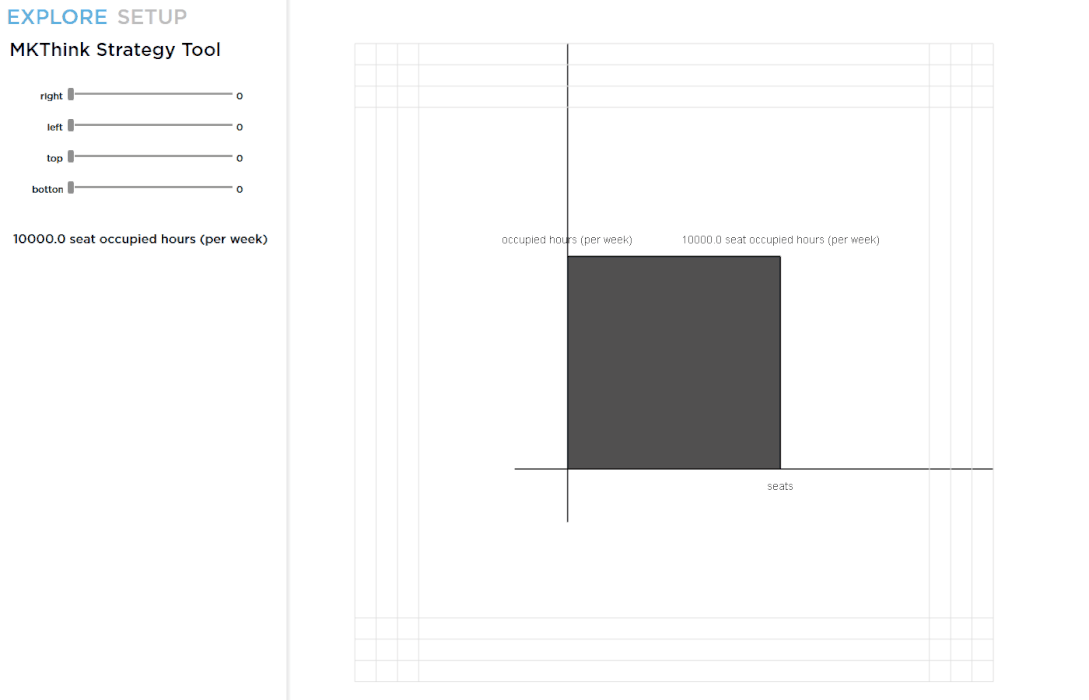 EXPLORE SETUP
MKThink Strategy Tool
right 0
left 0
top 0
botton 0
10000.0 seat occupied hours (per week)
occupied hours (per week)
10000.0 seat occupied hours (per week)
seats